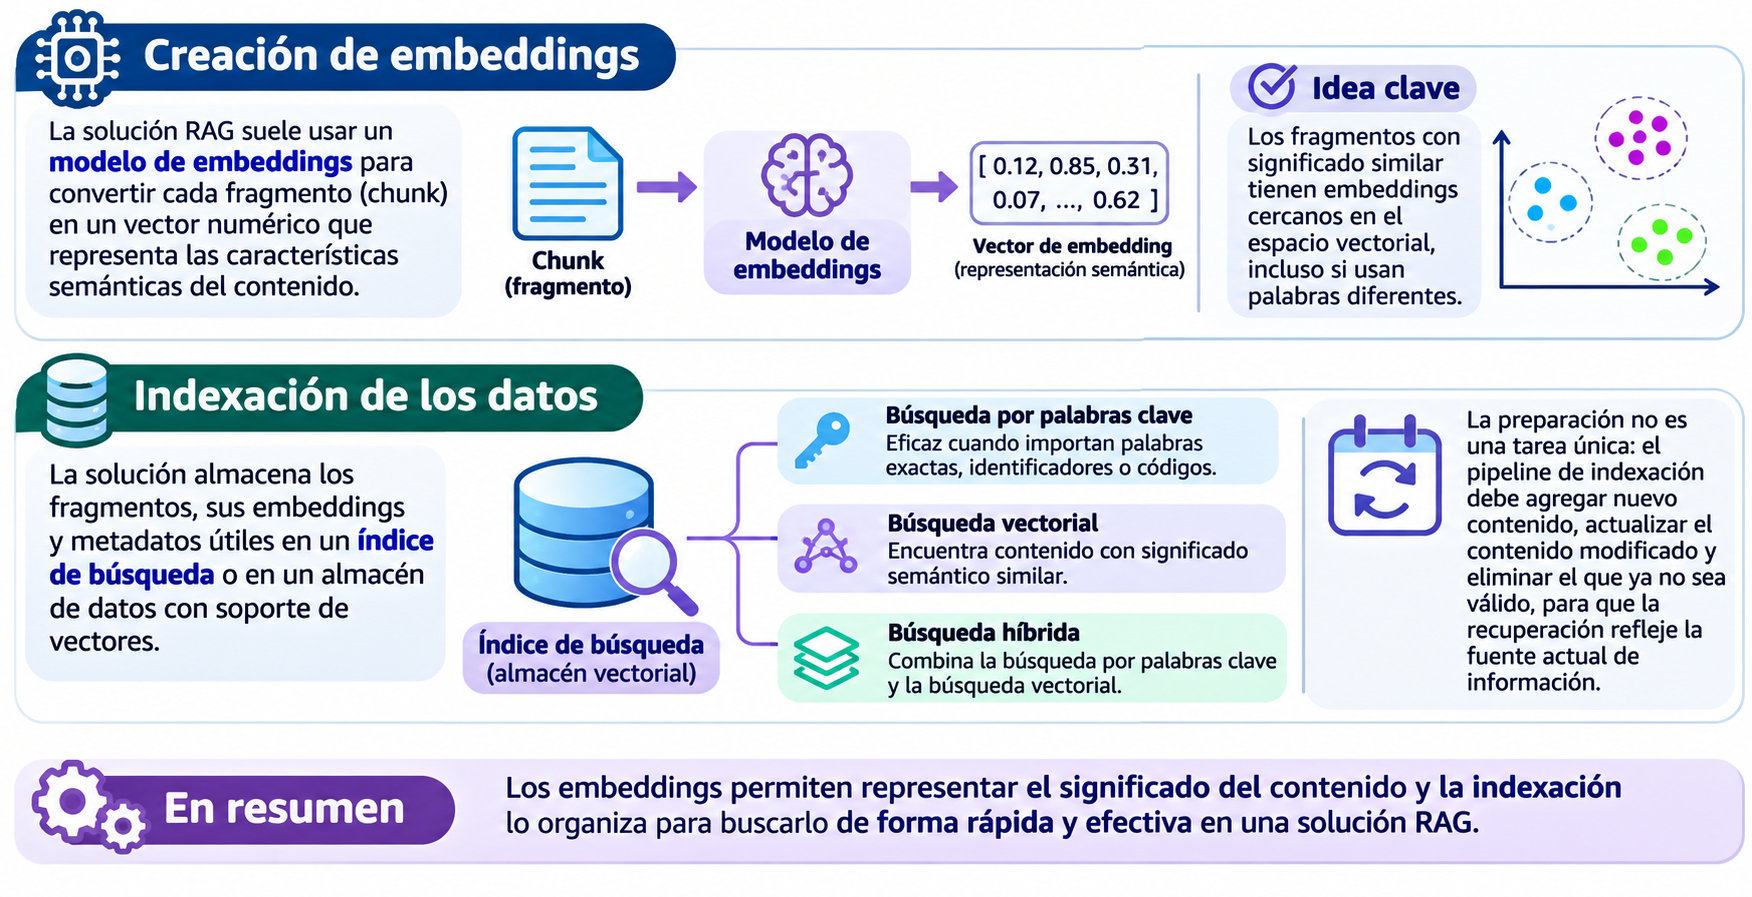 Creación de embeddings
La solución RAG suele usar un
modelo de embeddings para
convertir cada fragmento (chunk)
en un vector numérico que
representa las características
semánticas del contenido.
Chunk
(fragmento)
Modelo de
embeddings
[ 0.12, 0.85, 0.31,
0.07, ..., 0.62 ]
Vector de embedding
(representación semántica)
Idea clave
Los fragmentos con
significado similar
tienen embeddings
cercanos en el
espacio vectorial,
incluso si usan
palabras diferentes.
Indexación de los datos
La solución almacena los
fragmentos, sus embeddings
y metadatos útiles en un índice
de búsqueda o en un almacén
de datos con soporte de
vectores.
Índice de búsqueda
(almacén vectorial)
Búsqueda por palabras clave
Eficaz cuando importan palabras
exactas, identificadores o códigos.
Búsqueda vectorial
Encuentra contenido con significado
semántico similar.
Búsqueda híbrida
Combina la búsqueda por palabras clave
y la búsqueda vectorial.
La preparación no es
una tarea única: el
pipeline de indexación
debe agregar nuevo
contenido, actualizar el
contenido modificado y
eliminar el que ya no sea
válido, para que la
recuperación refleje la
fuente actual de
información.
En resumen
Los embeddings permiten representar el significado del contenido y la indexación
lo organiza para buscarlo de forma rápida y efectiva en una solución RAG.